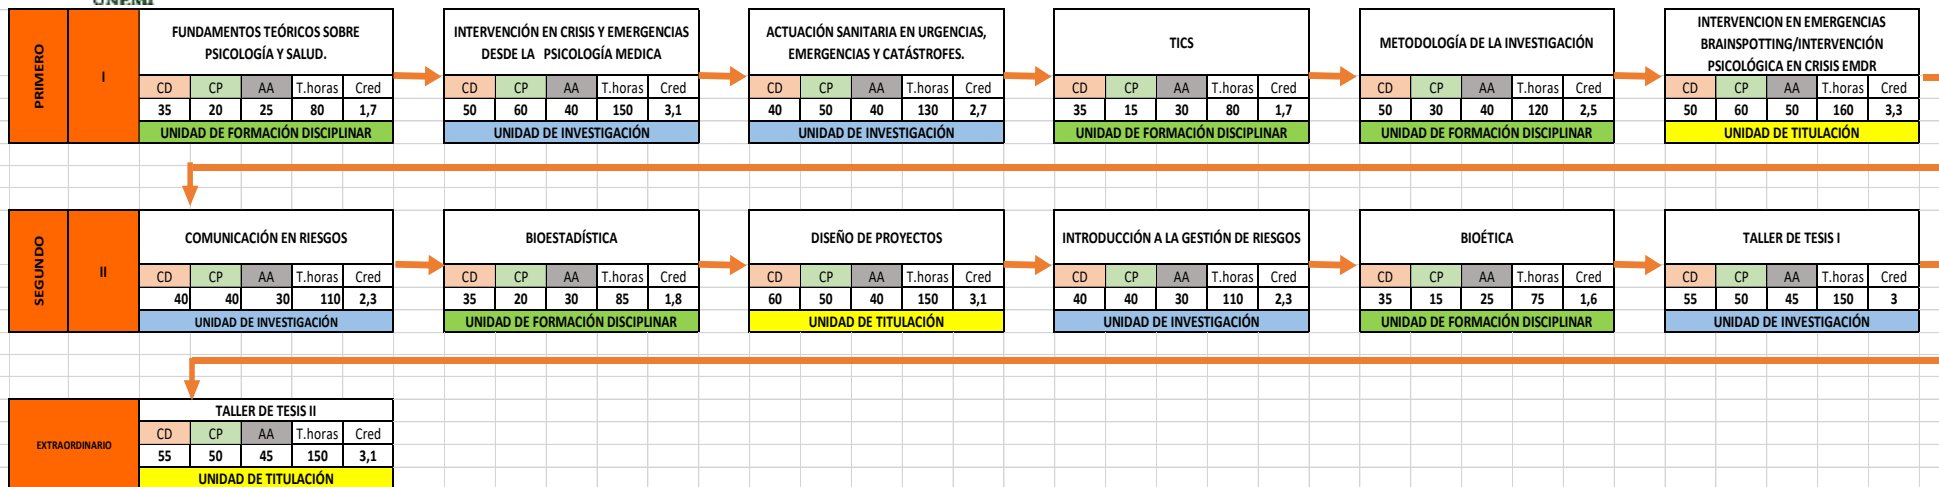 UNEMI
PRIMERO
I
FUNDAMENTOS TEÓRICOS SOBRE
PSICOLOGÍA Y SALUD.
CD CP AA T.horas Cred
35 20 25 80 1,7
UNIDAD DE FORMACIÓN DISCIPLINAR
INTERVENCIÓN EN CRISIS Y EMERGENCIAS
DESDE LA PSICOLOGÍA MEDICA
CD CP AA T.horas Cred
50 60 40 150 3,1
UNIDAD DE INVESTIGACIÓN
ACTUACIÓN SANITARIA EN URGENCIAS,
EMERGENCIAS Y CATÁSTROFES.
CD CP AA T.horas Cred
40 50 40 130 2,7
UNIDAD DE INVESTIGACIÓN
TICS
CD CP AA T.horas Cred
35 15 30 80 1,7
UNIDAD DE FORMACIÓN DISCIPLINAR
METODOLOGÍA DE LA INVESTIGACIÓN
CD CP AA T.horas Cred
50 30 40 120 2,5
UNIDAD DE FORMACIÓN DISCIPLINAR
INTERVENCION EN EMERGENCIAS
BRAINSPOTTING/INTERVENCIÓN
PSICOLÓGICA EN CRISIS EMDR
CD CP AA T.horas Cred
50 60 50 160 3,3
UNIDAD DE TITULACIÓN
SEGUNDO
II
COMUNICACIÓN EN RIESGOS
CD CP AA T.horas Cred
40 40 30 110 2,3
UNIDAD DE INVESTIGACIÓN
BIOESTADÍSTICA
CD CP AA T.horas Cred
35 20 30 85 1,8
UNIDAD DE FORMACIÓN DISCIPLINAR
DISEÑO DE PROYECTOS
CD CP AA T.horas Cred
60 50 40 150 3,1
UNIDAD DE TITULACIÓN
INTRODUCCIÓN A LA GESTIÓN DE RIESGOS
CD CP AA T.horas Cred
40 40 30 110 2,3
UNIDAD DE INVESTIGACIÓN
BIOÉTICA
CD CP AA T.horas Cred
35 15 25 75 1,6
UNIDAD DE FORMACIÓN DISCIPLINAR
TALLER DE TESIS I
CD CP AA T.horas Cred
55 50 45 150 3
UNIDAD DE INVESTIGACIÓN
EXTRAORDINARIO
TALLER DE TESIS II
CD CP AA T.horas Cred
55 50 45 150 3,1
UNIDAD DE TITULACIÓN